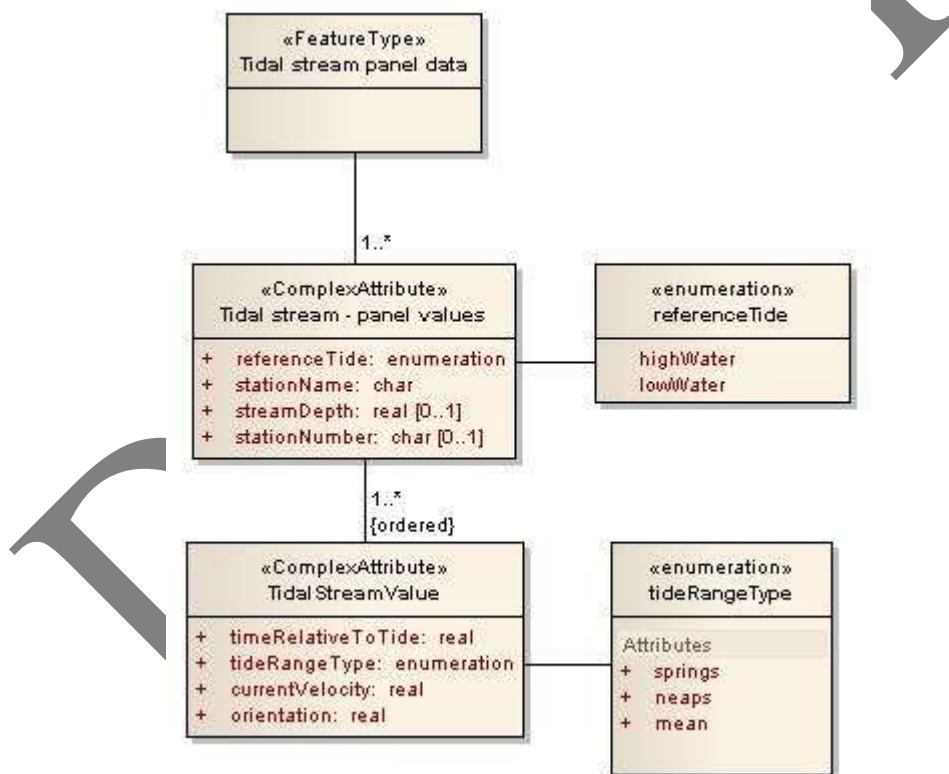 «FeatureType»
Tidal stream panel data
1..*
«ComplexAttribute»
Tidal stream - panel values
+ referenceTide: enumeration
+ stationName: char
+ streamDepth: real [0..1]
+ stationNumber: char [0..1]
«enumeration»
referenceTide
highWater
lowWater
1..*
{ordered}
«ComplexAttribute»
TidalStreamValue
+ timeRelativeToTide: real
+ tideRangeType: enumeration
+ currentVelocity: real
+ orientation: real
«enumeration»
tideRangeType
Attributes
+ springs
+ neaps
+ mean